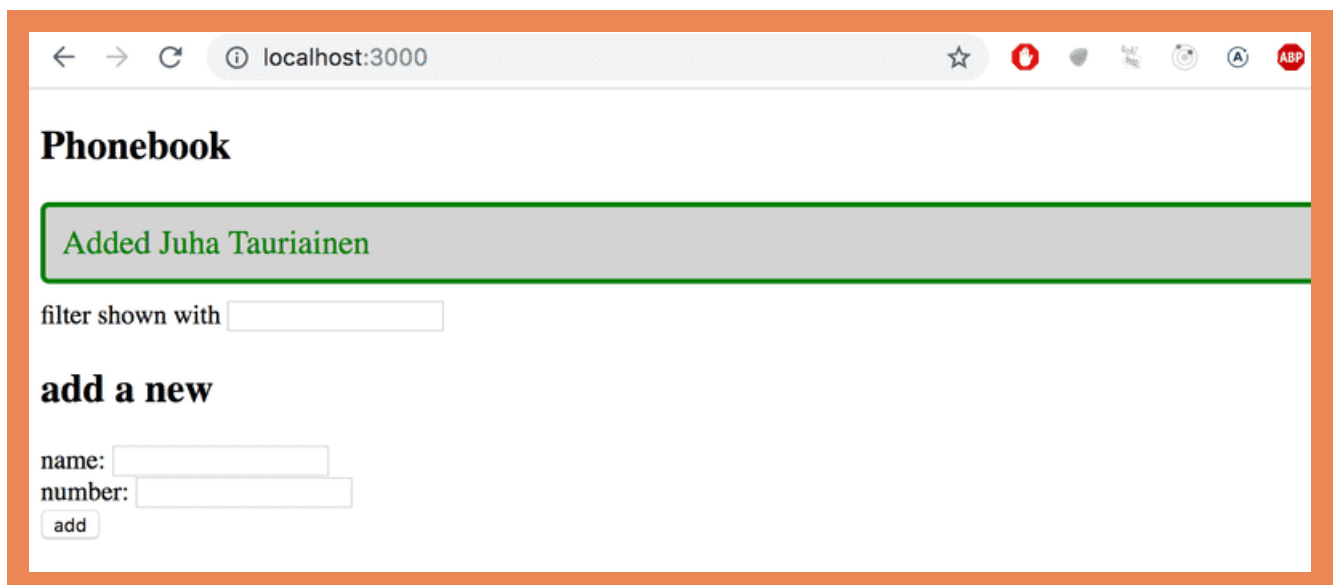 localhost:3000
ABP
Phonebook
Added Juha Tauriainen
filter shown with
add a new
name:
number:
add